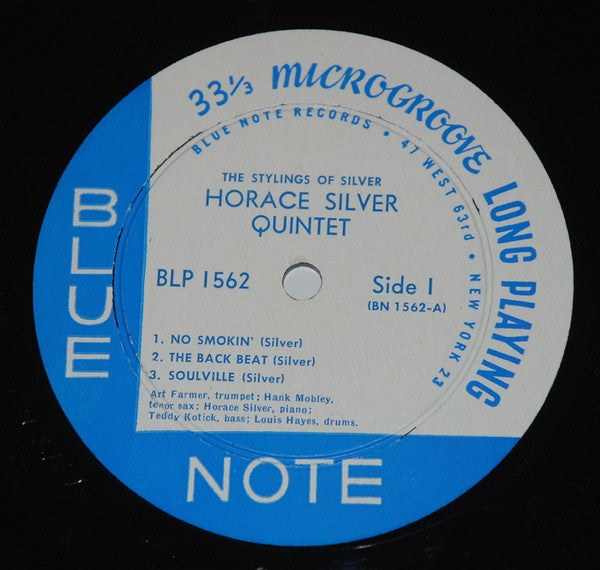 33⅓ MICROGROOVE LONG PLAYING
BLUE NOTE RECORDS • 47 WEST 63rd • NEW YORK 23
THE STYLINGS OF SILVER
HORACE SILVER
QUINTET
BLP 1562
Side 1
(BN 1562-A)
1. NO SMOKIN' (Silver)
2. THE BACK BEAT (Silver)
3. SOULVILLE (Silver)
Art Farmer, trumpet; Hank Mobley,
tenor sax; Horace Silver, piano;
Teddy Kotick, bass; Louis Hayes, drums.
BLUE
NOTE